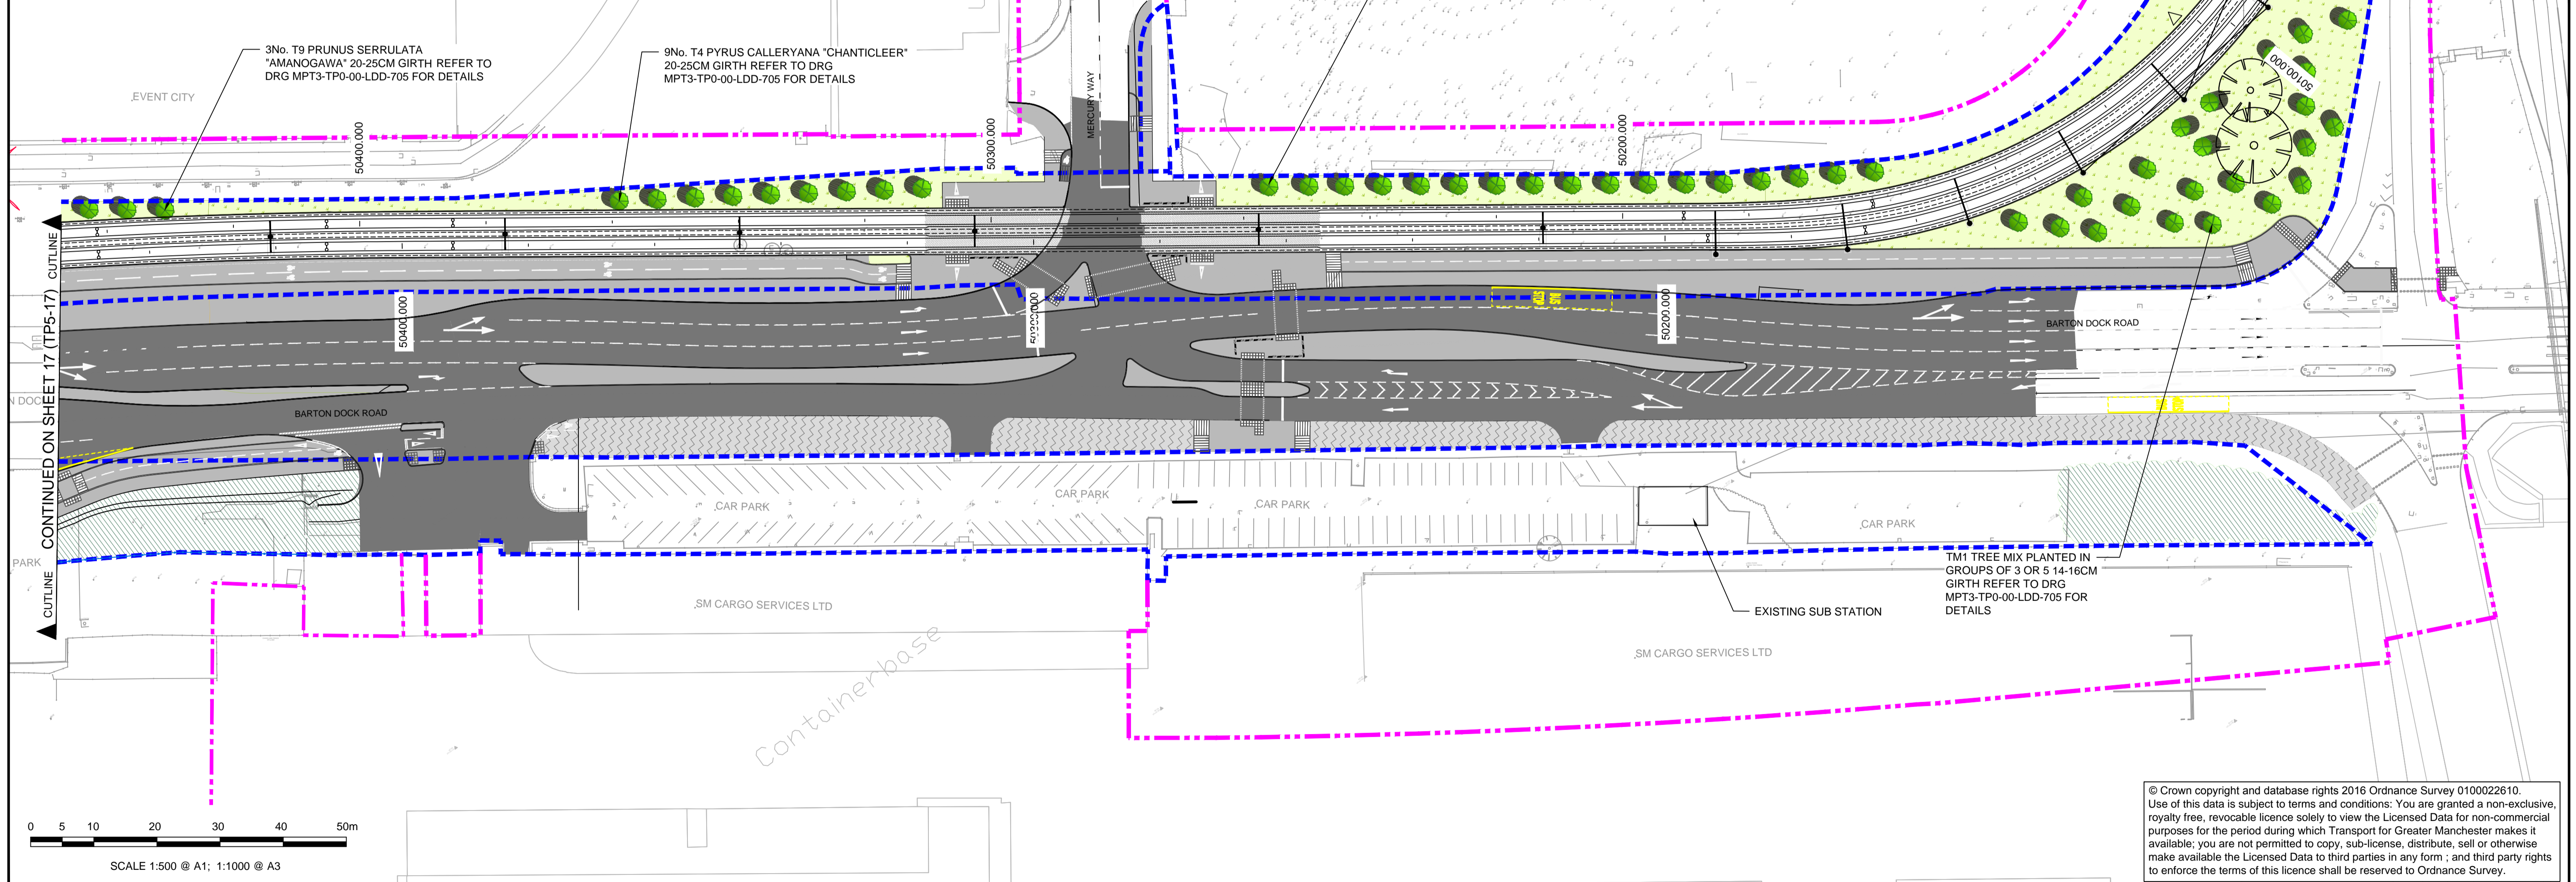 3No. T9 PRUNUS SERRULATA
"AMANOGAWA" 20-25CM GIRTH REFER TO
DRG MPT3-TP0-00-LDD-705 FOR DETAILS
9No. T4 PYRUS CALLERYANA "CHANTICLEER"
20-25CM GIRTH REFER TO DRG
MPT3-TP0-00-LDD-705 FOR DETAILS
EVENT CITY
MERCURY WAY
50400.000
50300.000
50200.000
50100.000
CUTLINE
CONTINUED ON SHEET 17 (TP5-17)
CUTLINE
50400.000
50300.000
50200.000
BUS
STOP
BARTON DOCK ROAD
BARTON DOCK ROAD
CAR PARK
CAR PARK
CAR PARK
CAR PARK
PARK
TM1 TREE MIX PLANTED IN
GROUPS OF 3 OR 5 14-16CM
GIRTH REFER TO DRG
MPT3-TP0-00-LDD-705 FOR
DETAILS
EXISTING SUB STATION
SM CARGO SERVICES LTD
SM CARGO SERVICES LTD
Containerbase
0 5 10 20 30 40 50m
SCALE 1:500 @ A1; 1:1000 @ A3
© Crown copyright and database rights 2016 Ordnance Survey 0100022610.
Use of this data is subject to terms and conditions: You are granted a non-exclusive,
royalty free, revocable licence solely to view the Licensed Data for non-commercial
purposes for the period during which Transport for Greater Manchester makes it
available; you are not permitted to copy, sub-license, distribute, sell or otherwise
make available the Licensed Data to third parties in any form ; and third party rights
to enforce the terms of this licence shall be reserved to Ordnance Survey.